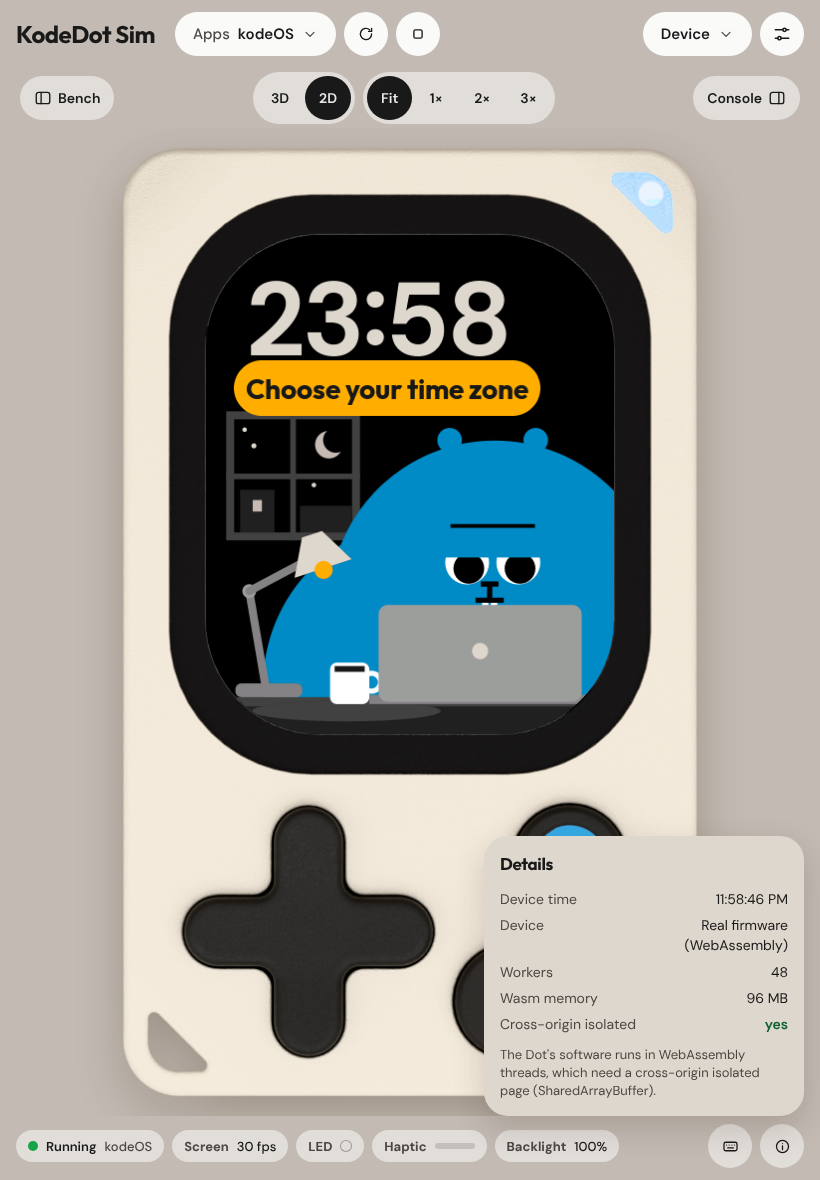 KodeDot Sim
Apps kodeOS
Device
Bench
3D 2D Fit 1× 2× 3×
Console
23:58
Choose your time zone
Details
Device time 11:58:46 PM
Device Real firmware
(WebAssembly)
Workers 48
Wasm memory 96 MB
Cross-origin isolated yes
The Dot's software runs in WebAssembly
threads, which need a cross-origin isolated
page (SharedArrayBuffer).
Running kodeOS
Screen 30 fps
LED
Haptic
Backlight 100%